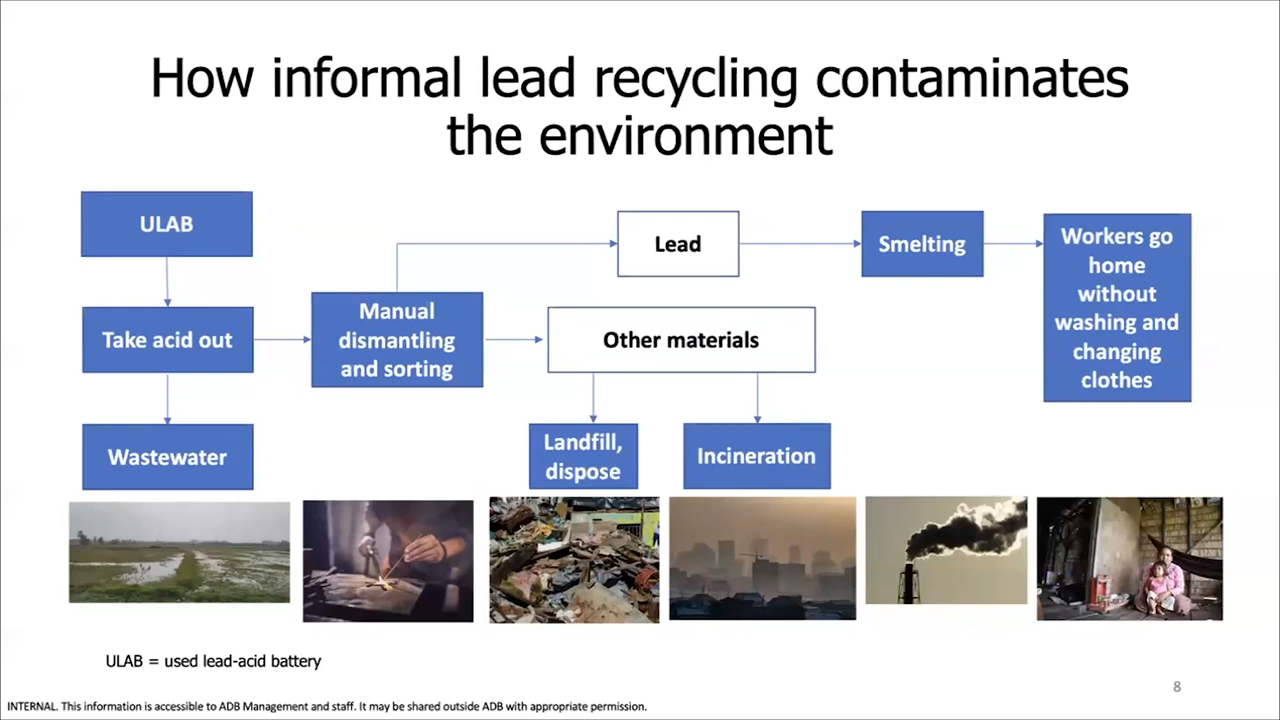 How informal lead recycling contaminates
the environment
ULAB
Take acid out
Wastewater
Manual
dismantling
and sorting
Lead
Other materials
Landfill,
dispose
Incineration
Smelting
Workers go
home
without
washing and
changing
clothes
ULAB = used lead-acid battery
8
INTERNAL. This information is accessible to ADB Management and staff. It may be shared outside ADB with appropriate permission.